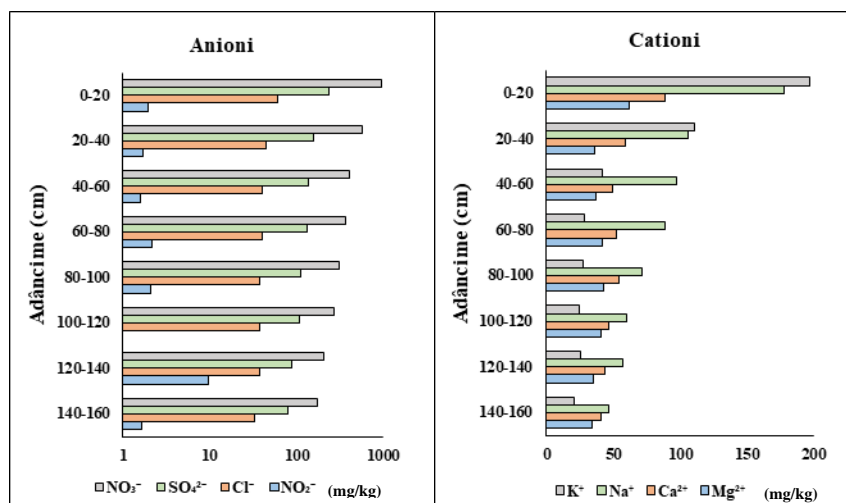 Anioni
Adâncime (cm)
0-20
20-40
40-60
60-80
80-100
100-120
120-140
140-160
1 10 100 1000
NO₃⁻ SO₄²⁻ Cl⁻ NO₂⁻ (mg/kg)
Cationi
Adâncime (cm)
0-20
20-40
40-60
60-80
80-100
100-120
120-140
140-160
0 50 100 150 200
K⁺ Na⁺ Ca²⁺ Mg²⁺ mg/kg)